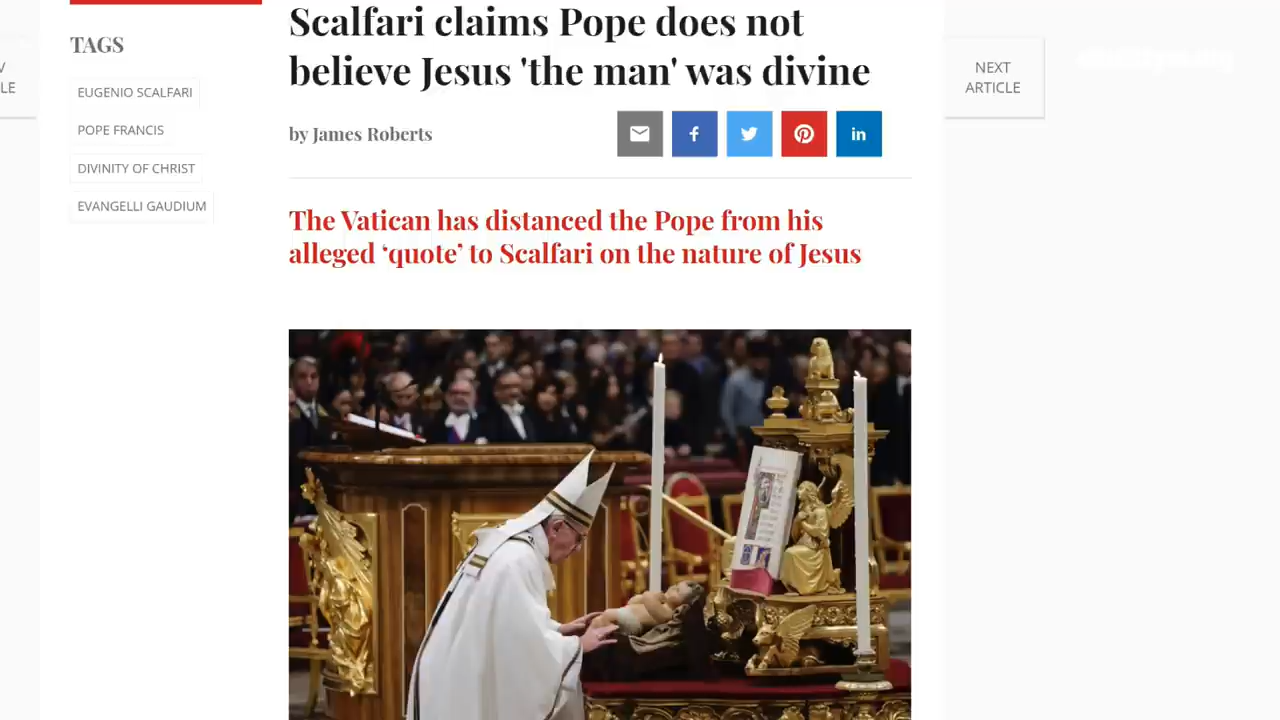 Scalfari claims Pope does not
believe Jesus 'the man' was divine
by James Roberts
in
TAGS
EUGENIO SCALFARI
POPE FRANCIS
DIVINITY OF CHRIST
EVANGELLI GAUDIUM
LE
NEXT
ARTICLE
The Vatican has distanced the Pope from his
alleged ‘quote’ to Scalfari on the nature of Jesus